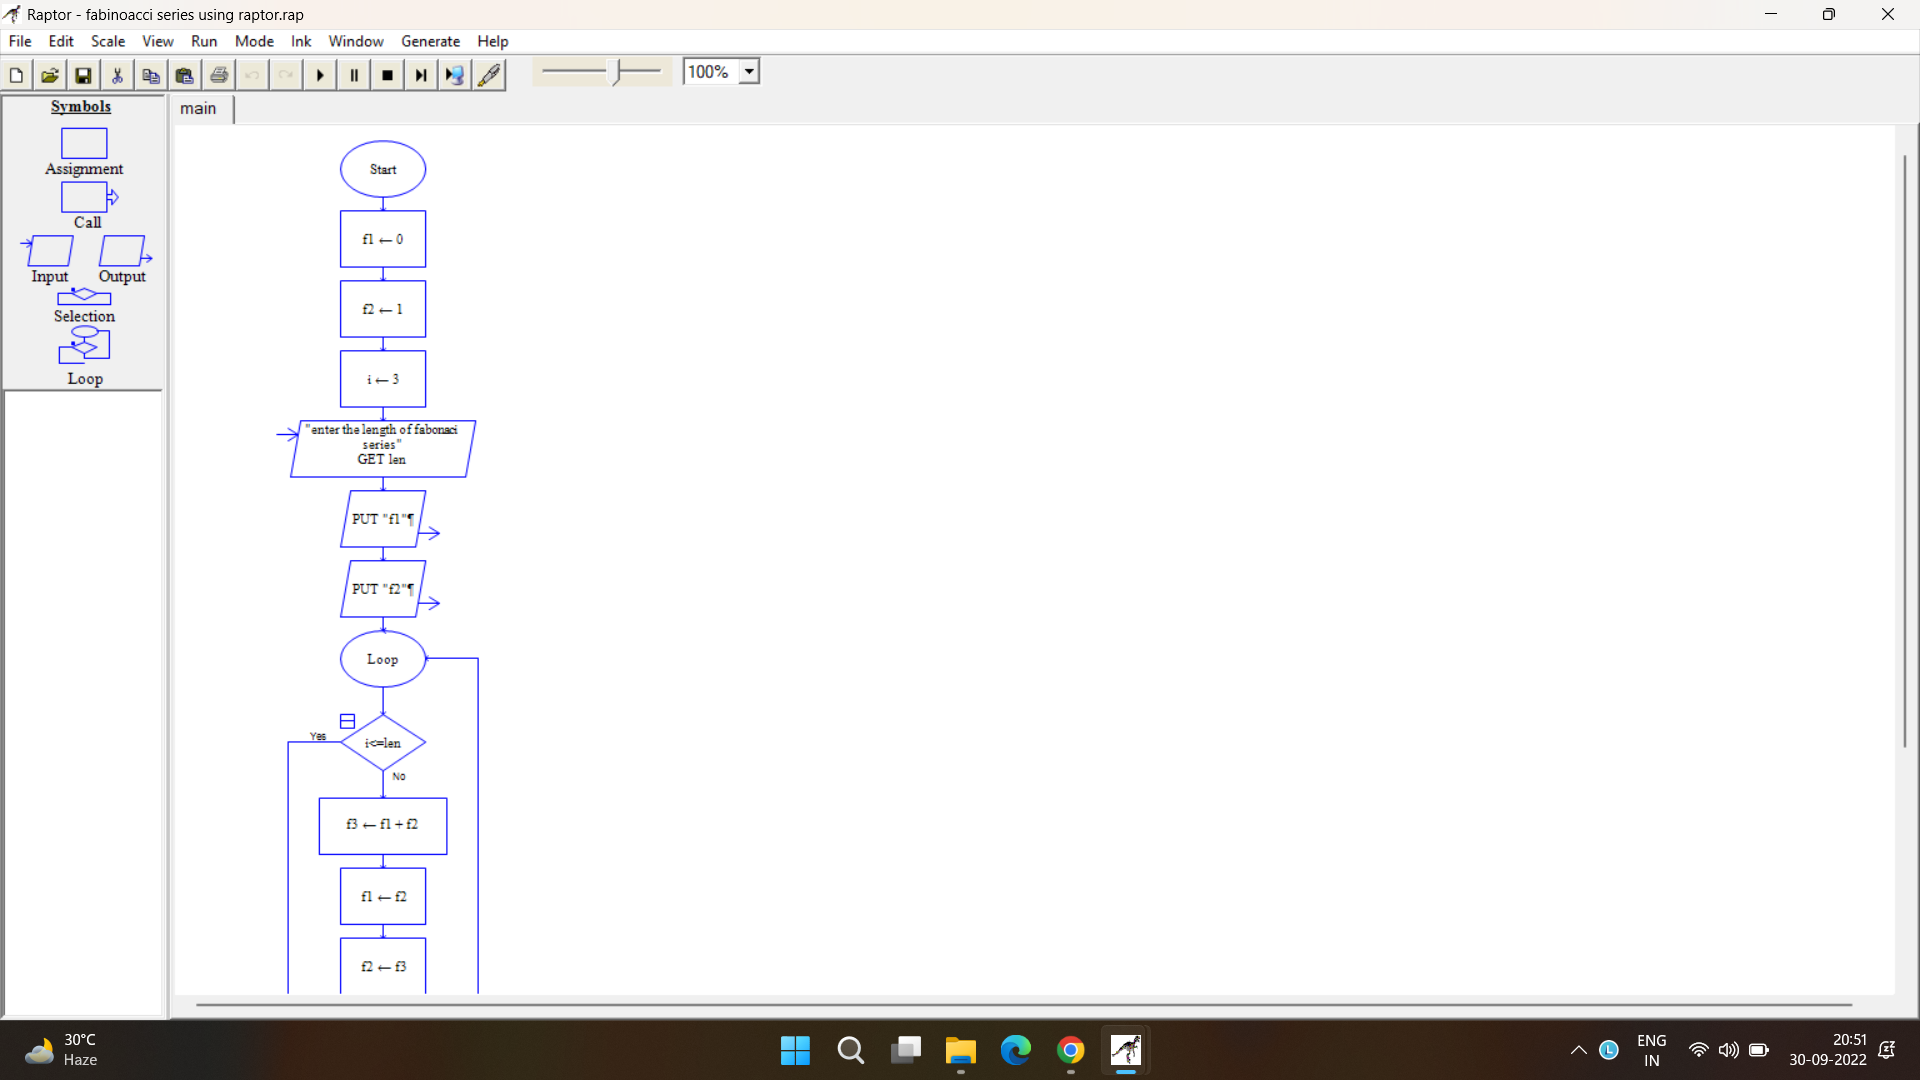 Raptor - fabinoacci series using raptor.rap
File Edit Scale View Run Mode Ink Window Generate Help
100%
Symbols
Assignment
Call
Input Output
Selection
Loop
main
Start
f1 ← 0
f2 ← 1
i ← 3
"enter the length of fabonaci
series"
GET len
PUT "f1"¶
PUT "f2"¶
Loop
Yes
i<=len
No
f3 ← f1 + f2
f1 ← f2
f2 ← f3
30°C
Haze
L
ENG
IN
20:51
30-09-2022